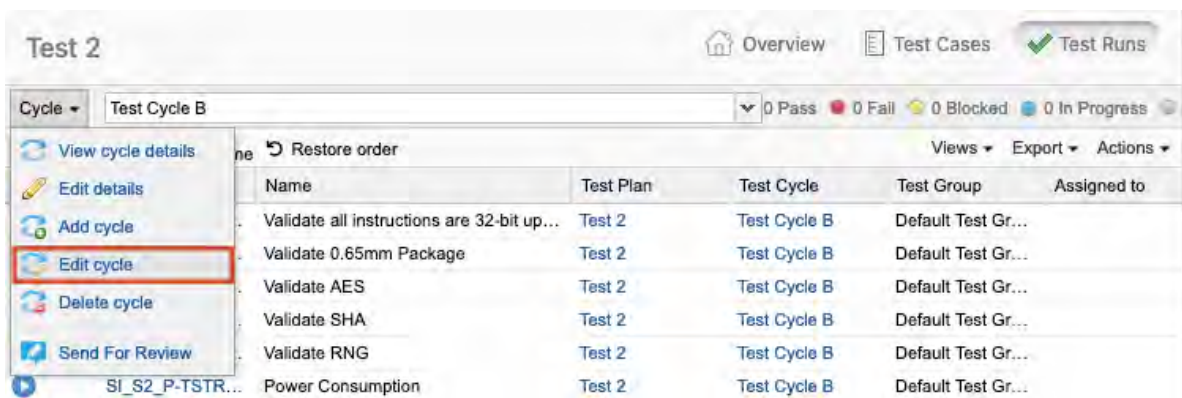 Test 2
Overview
Test Cases
Test Runs
Cycle
Test Cycle B
0 Pass
0 Fail
0 Blocked
0 In Progress
View cycle details
Edit details
Add cycle
Edit cycle
Delete cycle
Send For Review
ne
Restore order
Views
Export
Actions
Name Test Plan Test Cycle Test Group Assigned to
Validate all instructions are 32-bit up... Test 2 Test Cycle B Default Test Gr...
Validate 0.65mm Package Test 2 Test Cycle B Default Test Gr...
Validate AES Test 2 Test Cycle B Default Test Gr...
Validate SHA Test 2 Test Cycle B Default Test Gr...
Validate RNG Test 2 Test Cycle B Default Test Gr...
SI_S2_P-TSTR... Power Consumption Test 2 Test Cycle B Default Test Gr...